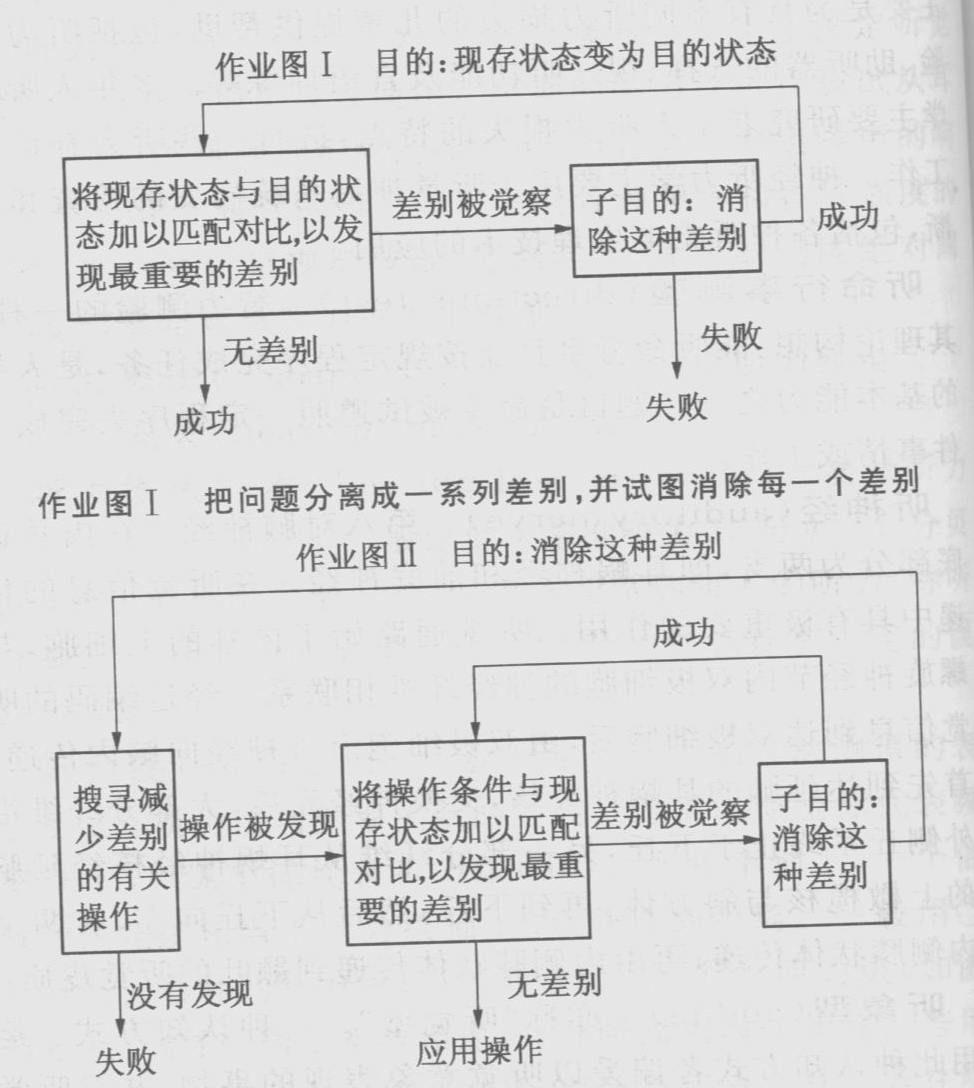 作业图Ⅰ 目的:现存状态变为目的状态
将现存状态与目的状
态加以匹配对比,以发
现最重要的差别
差别被觉察
子目的：消
除这种差别
成功
无差别
成功
失败
失败
作业图Ⅰ 把问题分离成一系列差别,并试图消除每一个差别
作业图Ⅱ 目的:消除这种差别
成功
搜寻减
少差别
的有关
操作
操作被发现
将操作条件与现
存状态加以匹配
对比,以发现最重
要的差别
差别被觉察
子目的：
消除这
种差别
没有发现
失败
无差别
应用操作